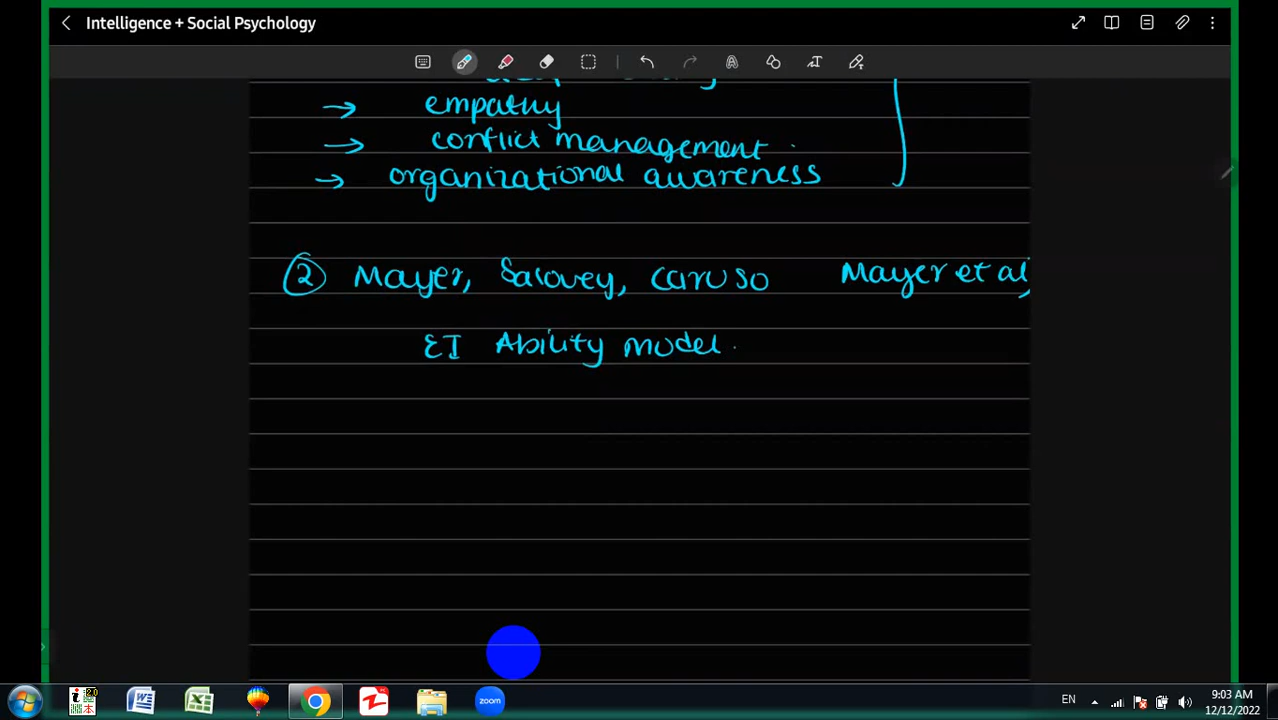 Intelligence + Social Psychology
→ empathy
→ conflict management
→ organizational awareness
② Mayer, Salovey, Caruso Mayer et al,
EI Ability model.
zoom
EN
9:03 AM
12/12/2022